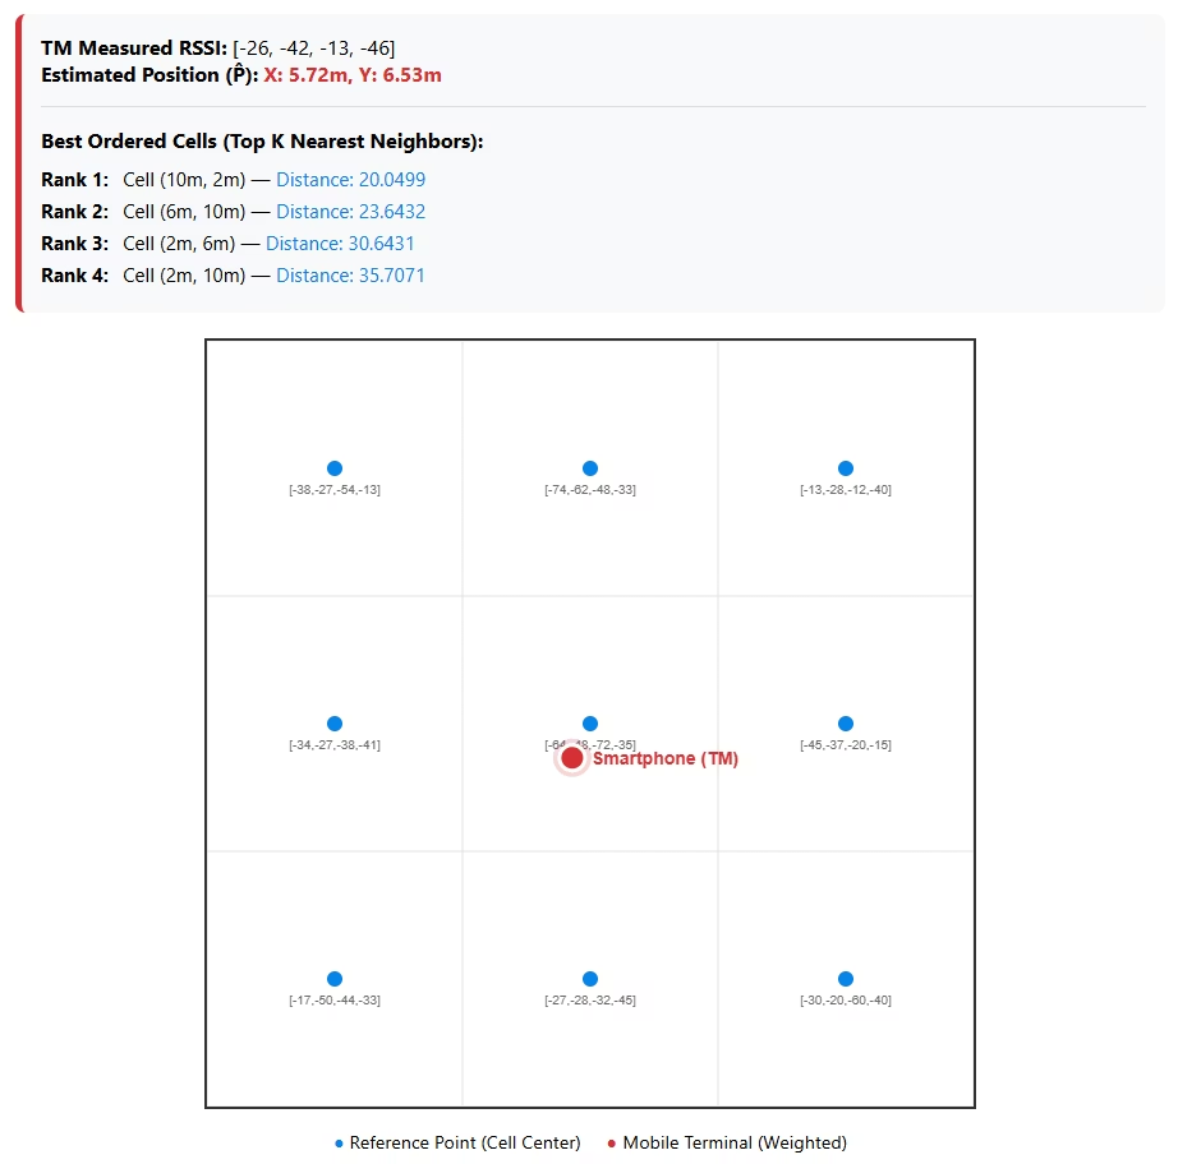 TM Measured RSSI: [-26, -42, -13, -46]
Estimated Position (P̂): X: 5.72m, Y: 6.53m
Best Ordered Cells (Top K Nearest Neighbors):
Rank 1: Cell (10m, 2m) — Distance: 20.0499
Rank 2: Cell (6m, 10m) — Distance: 23.6432
Rank 3: Cell (2m, 6m) — Distance: 30.6431
Rank 4: Cell (2m, 10m) — Distance: 35.7071
[-38,-27,-54,-13] [-74,-62,-48,-33] [-13,-28,-12,-40]
[-34,-27,-38,-41] -72,-35] [-45,-37,-20,-15]
Smartphone (TM)
[-17,-50,-44,-33] [-27,-28,-32,-45] [-30,-20,-60,-40]
Reference Point (Cell Center) Mobile Terminal (Weighted)